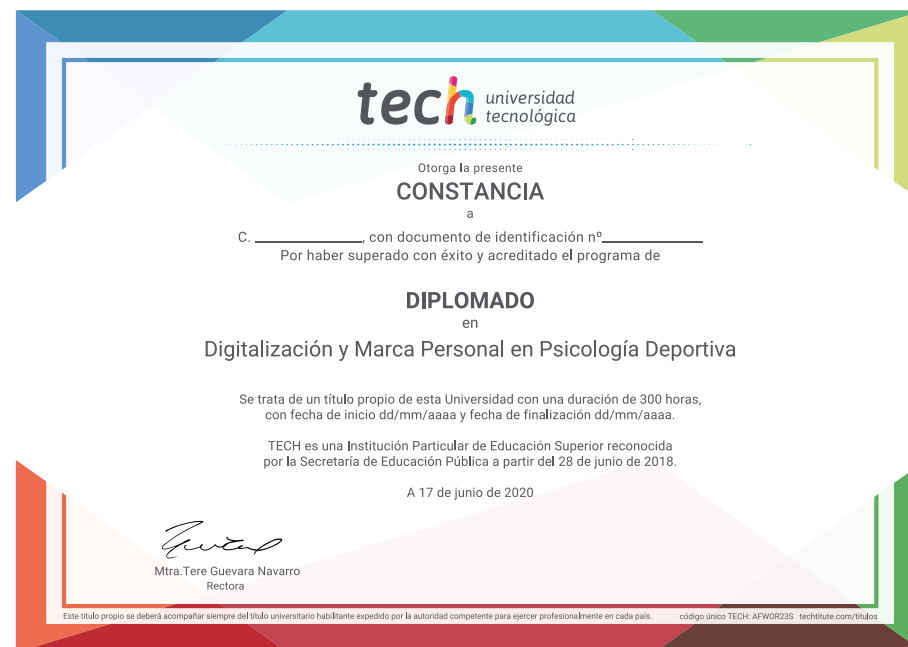 tech universidad
tecnológica
Otorga la presente
CONSTANCIA
a
C. ____________, con documento de identificación nº____________
Por haber superado con éxito y acreditado el programa de
DIPLOMADO
en
Digitalización y Marca Personal en Psicología Deportiva
Se trata de un título propio de esta Universidad con una duración de 300 horas,
con fecha de inicio dd/mm/aaaa y fecha de finalización dd/mm/aaaa.
TECH es una Institución Particular de Educación Superior reconocida
por la Secretaría de Educación Pública a partir del 28 de junio de 2018.
A 17 de junio de 2020
Mtra.Tere Guevara Navarro
Rectora
Este título propio se deberá acompañar siempre del título universitario habilitante expedido por la autoridad competente para ejercer profesionalmente en cada país. código único TECH: AFWOR23S techtitute.com/titulos